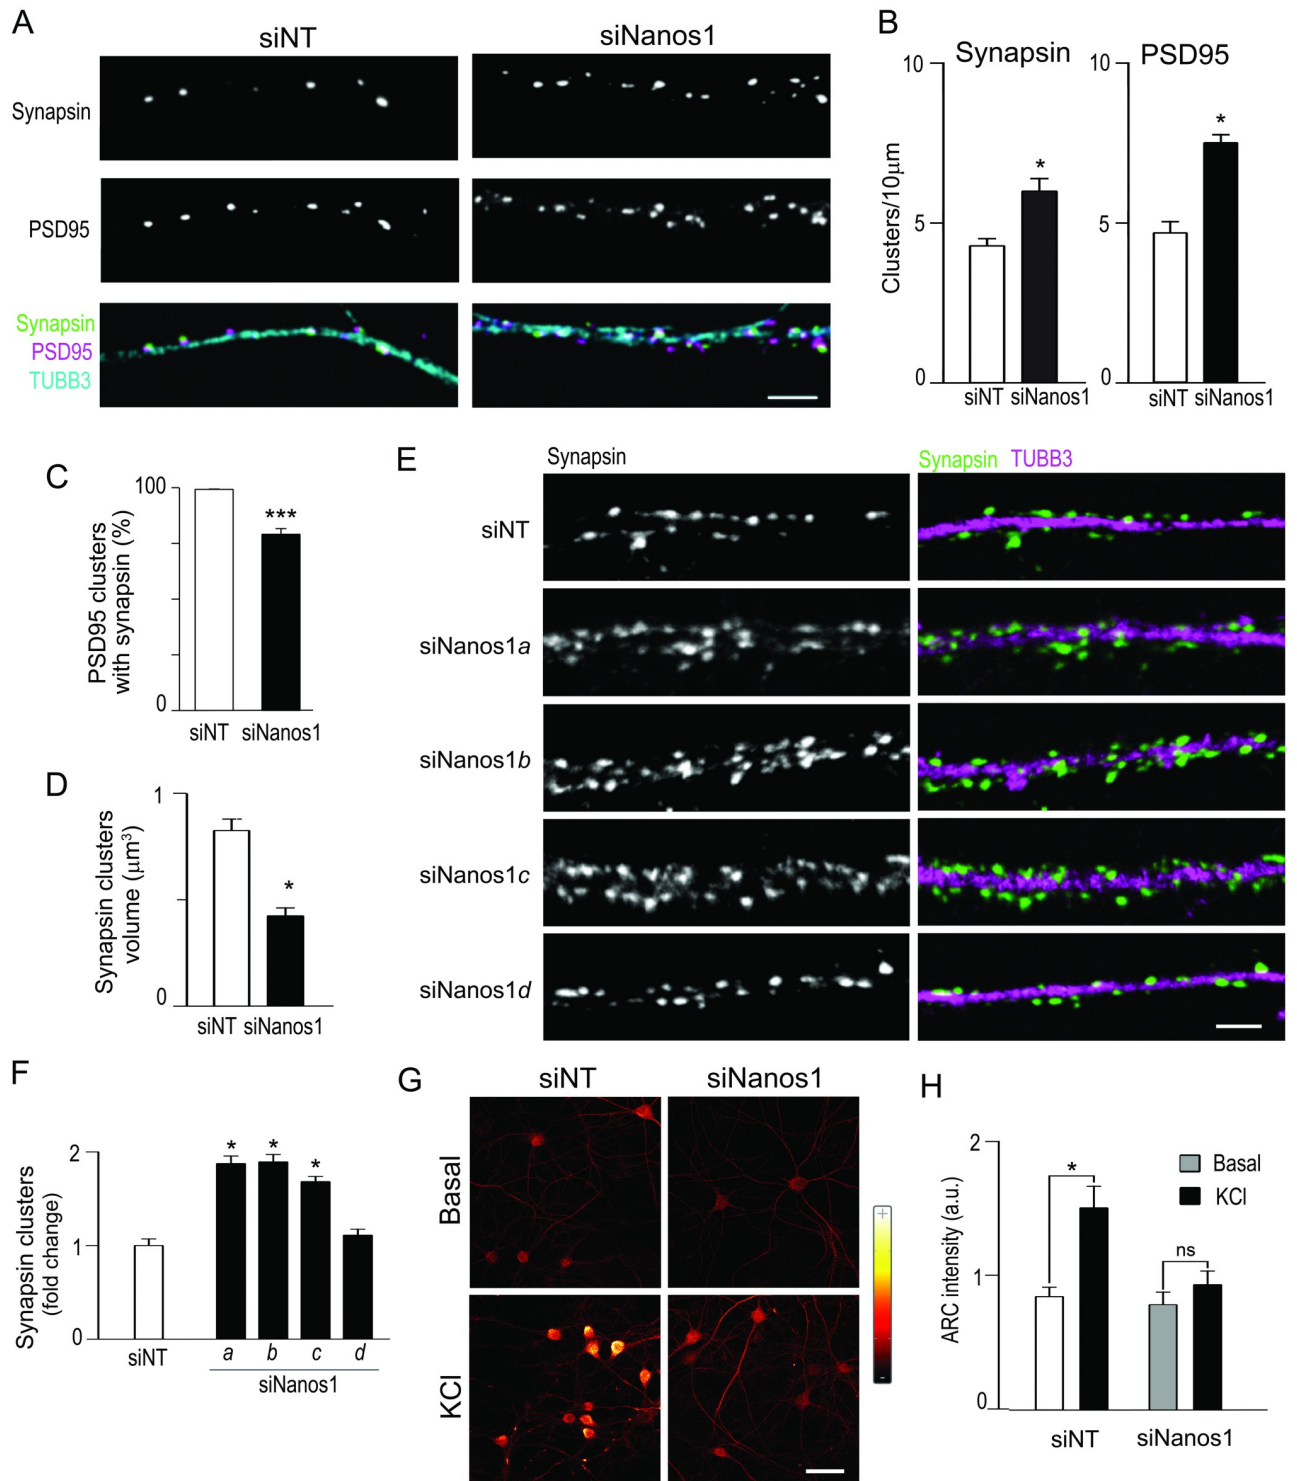 A
siNT
siNanos1
Synapsin
PSD95
Synapsin
PSD95
TUBB3
B
Synapsin
PSD95
Clusters/10μm
10
5
0
10
5
0
*
*
siNT siNanos1
siNT siNanos1
C
PSD95 clusters
with synapsin (%)
100
0
***
siNT siNanos1
D
Synapsin clusters
volume (μm³)
1
0
*
siNT siNanos1
E
Synapsin
Synapsin TUBB3
siNT
siNanos1a
siNanos1b
siNanos1c
siNanos1d
F
Synapsin clusters
(fold change)
2
1
0
* * *
siNT
a b c d
siNanos1
G
siNT
siNanos1
Basal
KCl
+
-
H
ARC intensity (a.u.)
2
1
0
*
ns
Basal
KCl
siNT
siNanos1